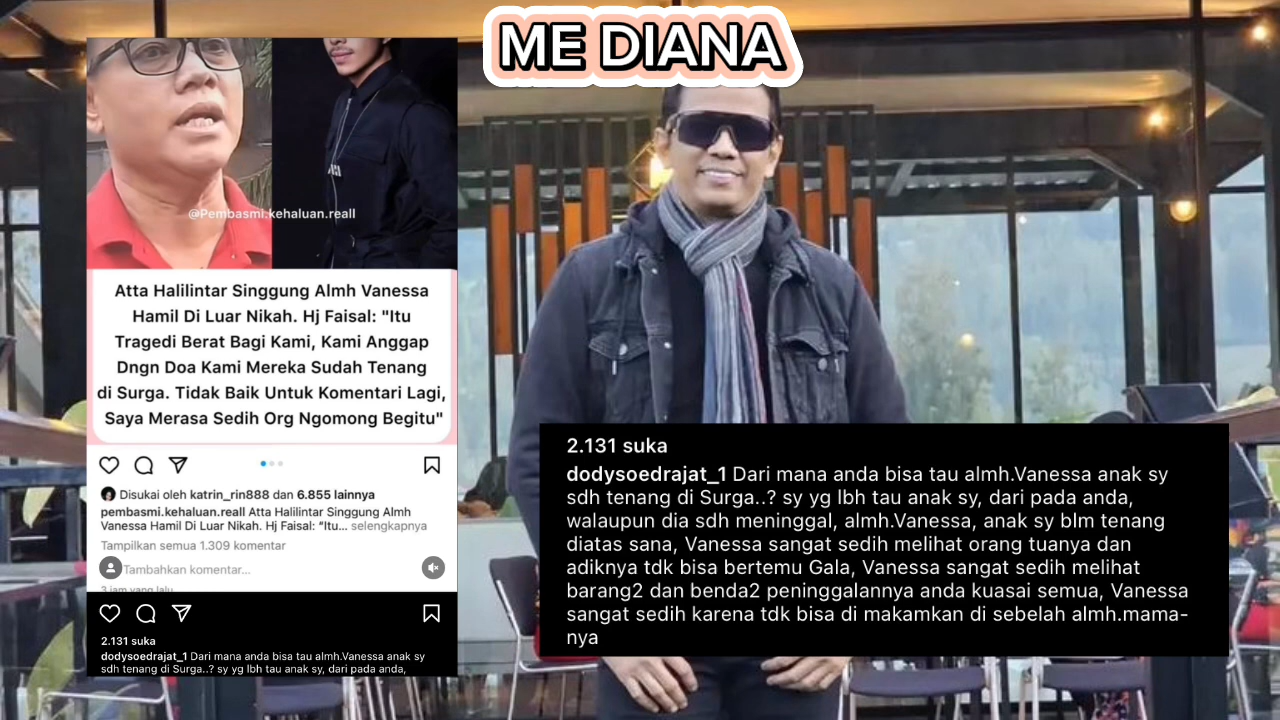 ME DIANA
@Pembasmi.kehaluan.reall
Atta Halilintar Singgung Almh Vanessa
Hamil Di Luar Nikah. Hj Faisal: "Itu
Tragedi Berat Bagi Kami, Kami Anggap
Dngn Doa Kami Mereka Sudah Tenang
di Surga. Tidak Baik Untuk Komentari Lagi,
Saya Merasa Sedih Org Ngomong Begitu"
Disukai oleh katrin_rin888 dan 6.855 lainnya
pembasmi.kehaluan.reall Atta Halilintar Singgung Almh
Vanessa Hamil Di Luar Nikah. Hj Faisal: "Itu... selengkapnya
Tampilkan semua 1.309 komentar
Tambahkan komentar...
3 jam yang lalu
2.131 suka
dodysoedrajat_1 Dari mana anda bisa tau almh.Vanessa anak sy
sdh tenang di Surga..? sy yg lbh tau anak sy, dari pada anda,
2.131 suka
dodysoedrajat_1 Dari mana anda bisa tau almh.Vanessa anak sy
sdh tenang di Surga..? sy yg lbh tau anak sy, dari pada anda,
walaupun dia sdh meninggal, almh.Vanessa, anak sy blm tenang
diatas sana, Vanessa sangat sedih melihat orang tuanya dan
adiknya tdk bisa bertemu Gala, Vanessa sangat sedih melihat
barang2 dan benda2 peninggalannya anda kuasai semua, Vanessa
sangat sedih karena tdk bisa di makamkan di sebelah almh.mama-
nya